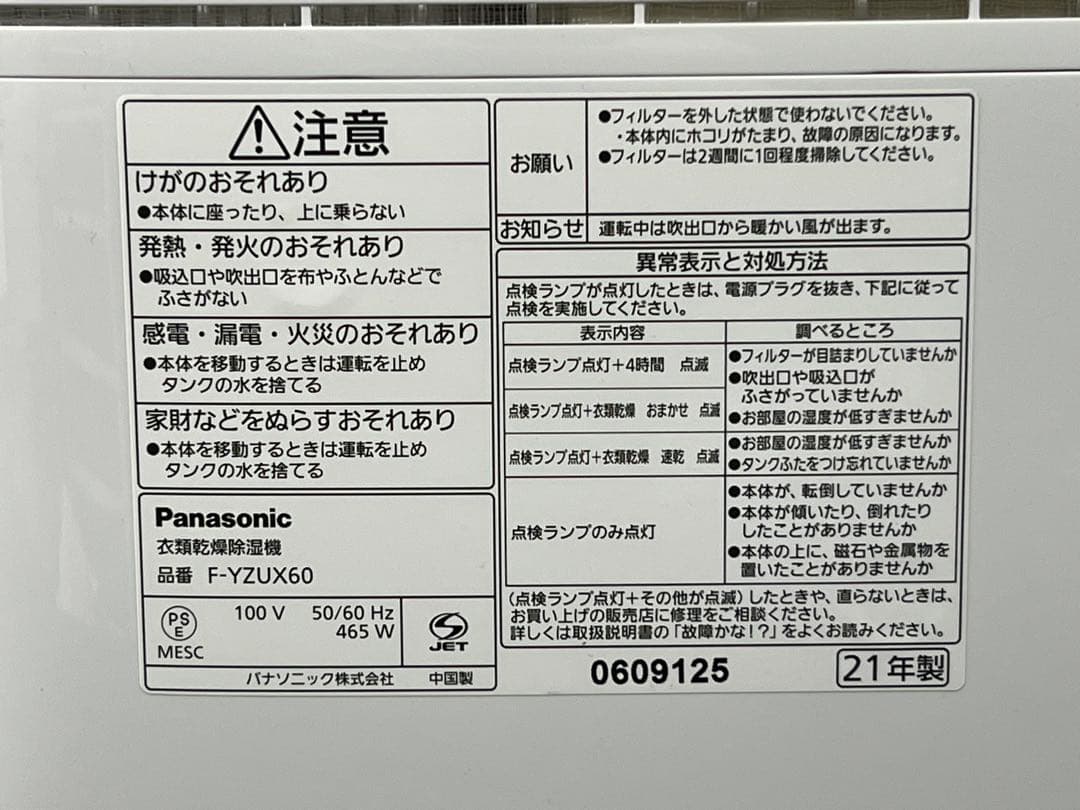 注意
けがのおそれあり
●本体に座ったり、上に乗らない
発熱・発火のおそれあり
●吸込口や吹出口を布やふとんなどで
ふさがない
感電・漏電・火災のおそれあり
●本体を移動するときは運転を止め
タンクの水を捨てる
家財などをぬらすおそれあり
●本体を移動するときは運転を止め
タンクの水を捨てる
Panasonic
衣類乾燥除湿機
品番 F-YZUX60
PS
E
MESC
100 V 50/60 Hz
465 W
JET
パナソニック株式会社 中国製
お願い
●フィルターを外した状態で使わないでください。
・本体内にホコリがたまり、故障の原因になります。
●フィルターは2週間に1回程度掃除してください。
お知らせ 運転中は吹出口から暖かい風が出ます。
異常表示と対処方法
点検ランプが点灯したときは、電源プラグを抜き、下記に従って
点検を実施してください。
表示内容 調べるところ
点検ランプ点灯+4時間 点滅
点検ランプ点灯+衣類乾燥 おまかせ 点滅
●フィルターが目詰まりしていませんか
●吹出口や吸込口が
ふさがっていませんか
●お部屋の湿度が低すぎませんか
点検ランプ点灯+衣類乾燥 速乾 点滅
●お部屋の湿度が低すぎませんか
●タンクふたをつけ忘れていませんか
点検ランプのみ点灯
●本体が、転倒していませんか
●本体が傾いたり、倒れたり
したことがありませんか
●本体の上に、磁石や金属物を
置いたことがありませんか
(点検ランプ点灯+その他が点滅)したときや、直らないときは、
お買い上げの販売店に修理をご相談ください。
詳しくは取扱説明書の「故障かな!?」をよくお読みください。
0609125 21年製